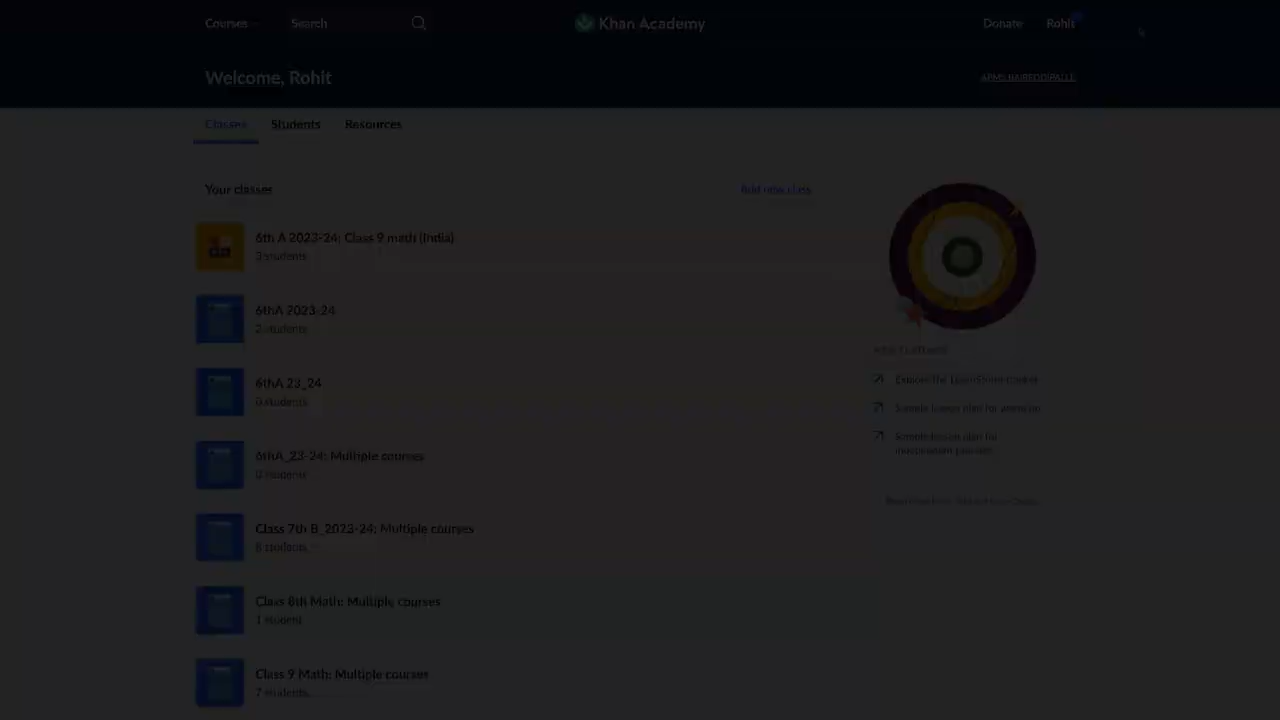 Courses
Search
Khan Academy
Donate
Rohit
Welcome, Rohit
Classes
Students
Resources
Your classes
Add new class
6th A 2023-24: Class 9 math (India)
3 students
6thA 2023-24
2 students
6thA 23_24
0 students
6thA_23-24: Multiple courses
0 students
Class 7th B_2023-24: Multiple courses
8 students
Class 8th Math: Multiple courses
1 student
Class 9 Math: Multiple courses
7 students
Explore the LearnStorm tracker
Sample lesson plan for
Sample lesson plan for